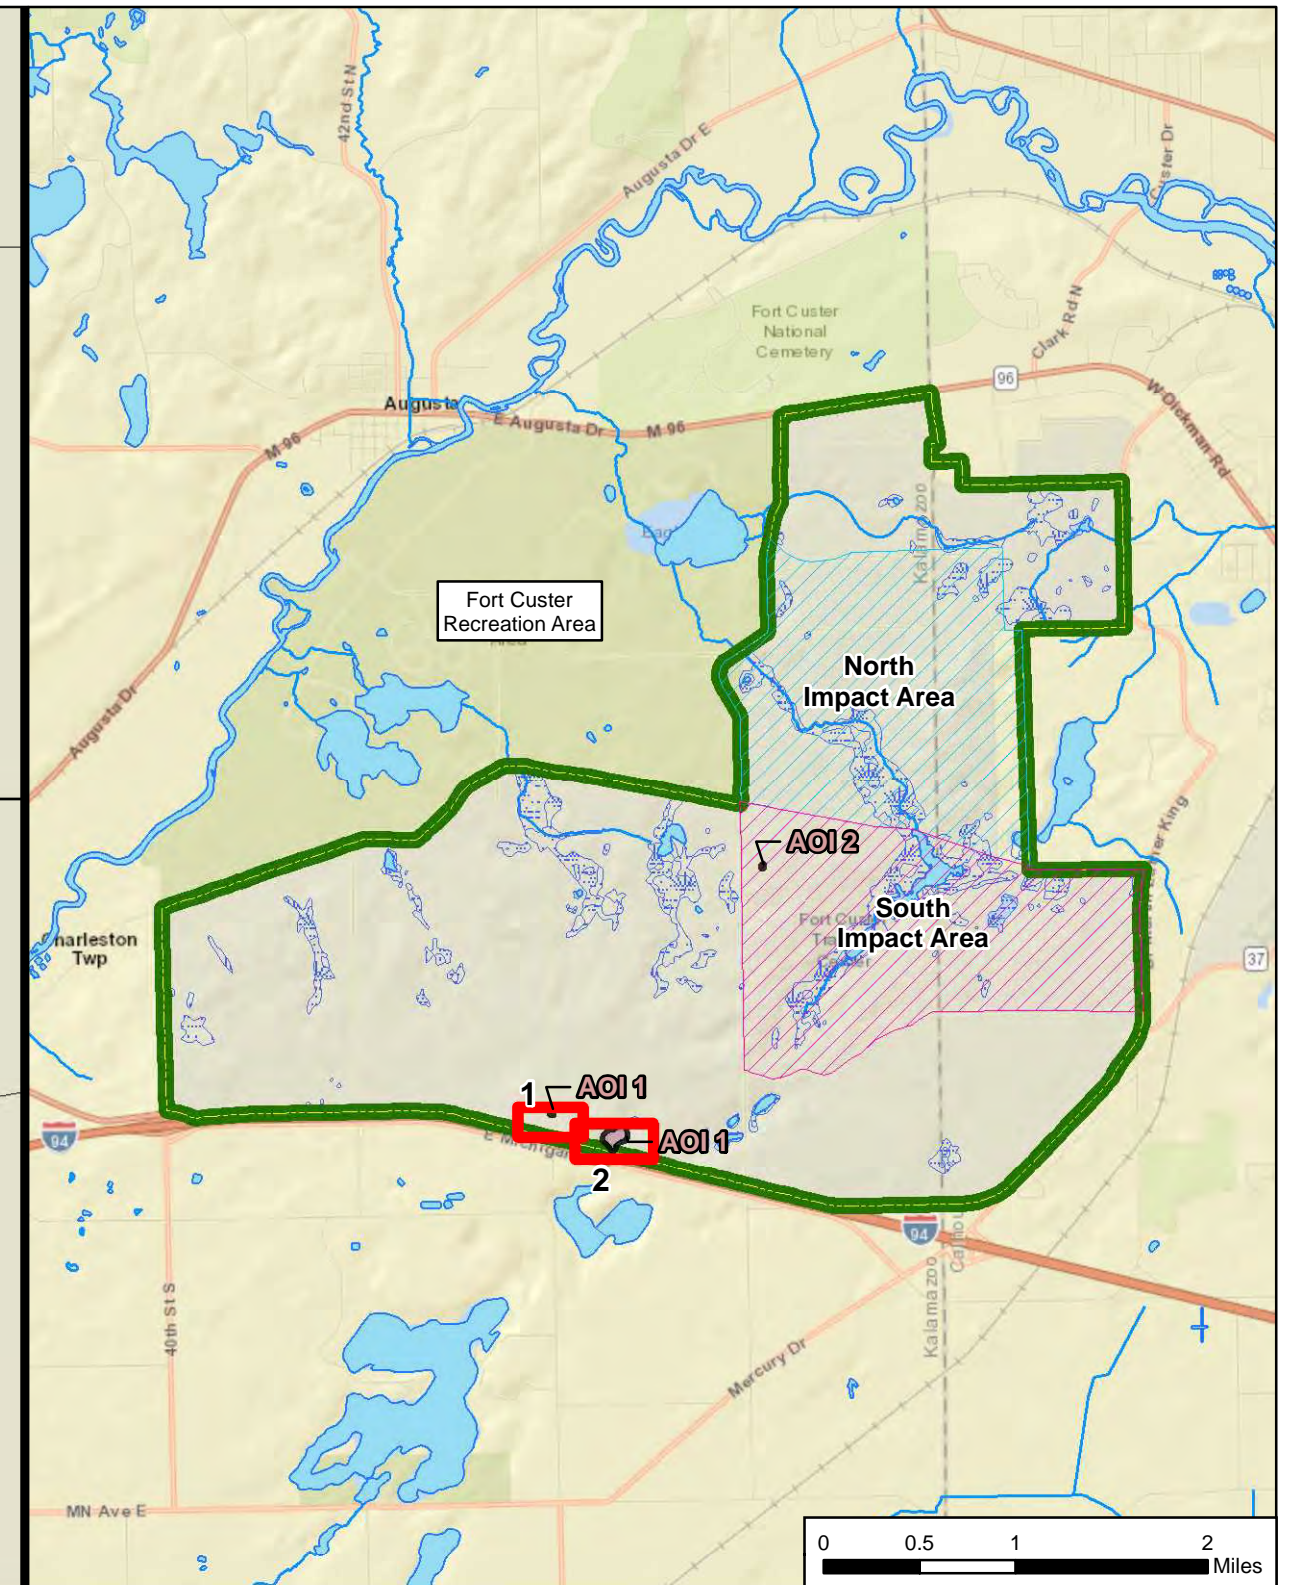 42nd St N
Augusta Dr E
Custer Dr
Clark Rd N
Fort Custer
National
Cemetery
96
W Dickman Rd
Augusta
E Augusta Dr
M 96
M 96
Kalamazoo
Fort Custer
Recreation Area
North
Impact Area
Augusta Dr
AOI 2
South
Impact Area
Fort
Charleston
Twp
37
1
AOI 1
AOI 1
2
94
E Michigan
94
Kalamazoo
40th St S
Mercury Dr
MN Ave E
0 0.5 1 2
Miles